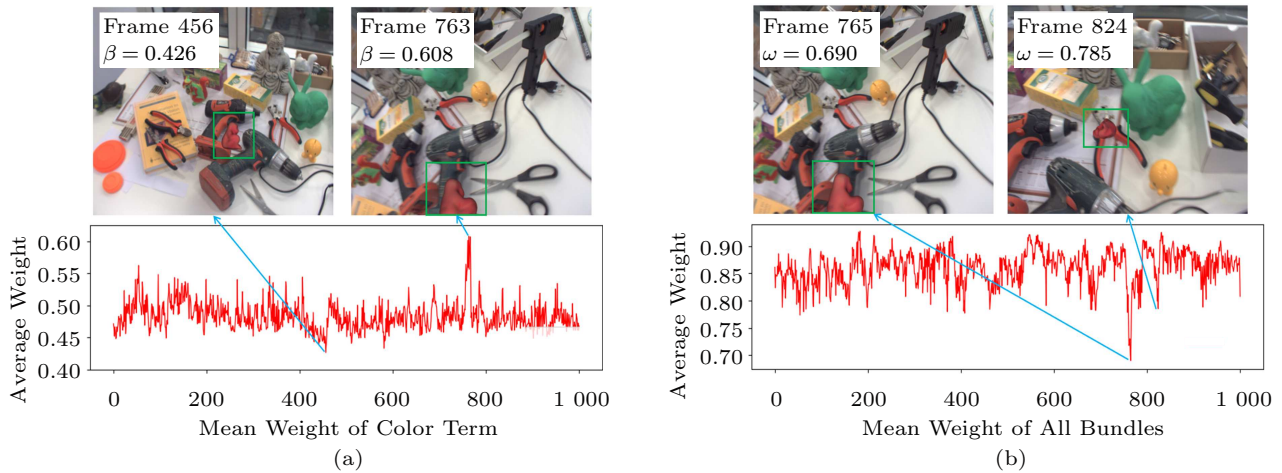 Frame 456
β = 0.426
Frame 763
β = 0.608
Average Weight
0.60
0.55
0.50
0.45
0.40
0 200 400 600 800 1 000
Mean Weight of Color Term
(a)
Frame 765
ω = 0.690
Frame 824
ω = 0.785
Average Weight
0.90
0.85
0.80
0.75
0.70
0 200 400 600 800 1 000
Mean Weight of All Bundles
(b)